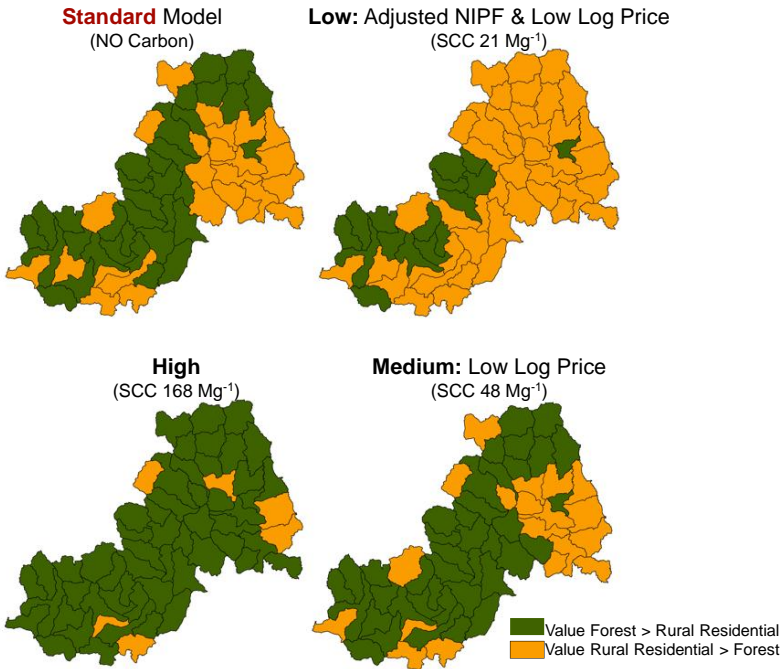 Standard Model
(NO Carbon)
Low: Adjusted NIPF & Low Log Price
(SCC 21 Mg⁻¹)
High
(SCC 168 Mg⁻¹)
Medium: Low Log Price
(SCC 48 Mg⁻¹)
Value Forest > Rural Residential
Value Rural Residential > Forest